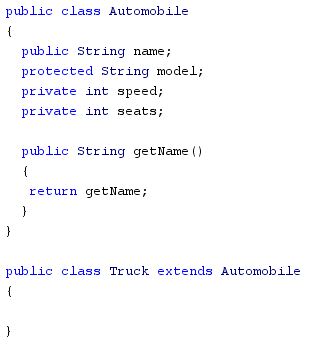 public class Automobile
{
  public String name;
  protected String model;
  private int speed;
  private int seats;

  public String getName()
  {
   return getName;
  }
}

public class Truck extends Automobile
{

}